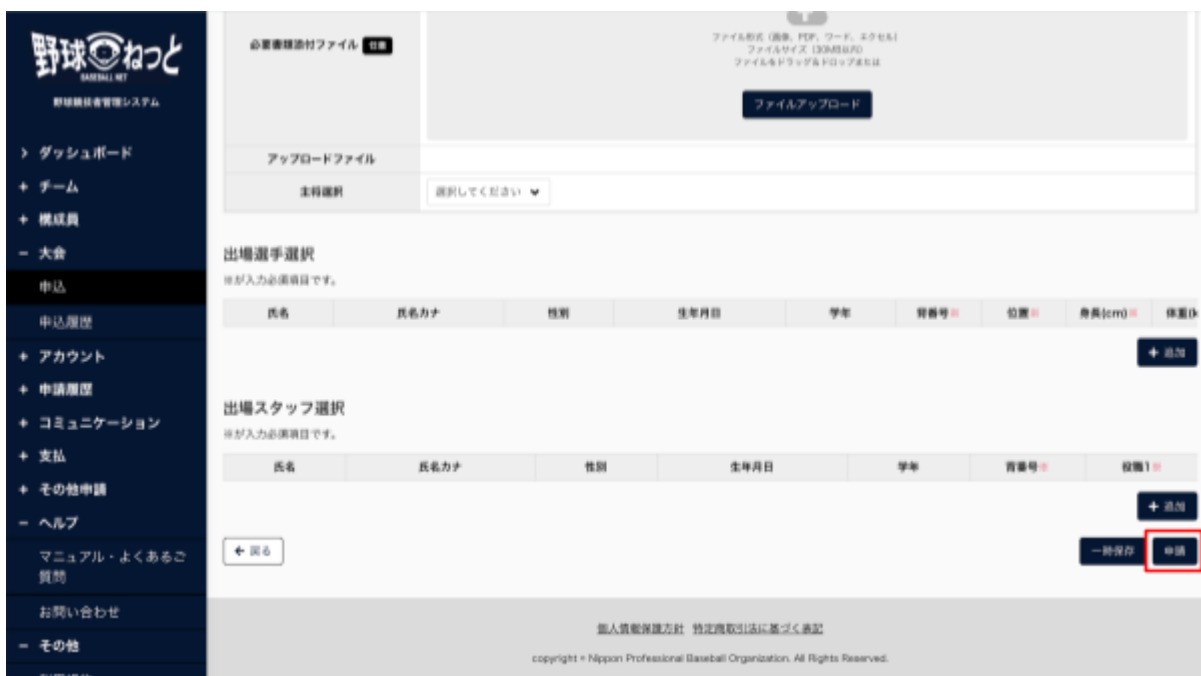 野球ねっと
BASEBALL NET
野球競技者管理システム
> ダッシュボード
+ チーム
+ 構成員
- 大会
申込
申込履歴
+ アカウント
+ 申請履歴
+ コミュニケーション
+ 支払
+ その他申請
- ヘルプ
マニュアル・よくあるご
質問
お問い合わせ
- その他
必要書類添付ファイル 任意
ファイル形式 (画像、PDF、ワード、エクセル)
ファイルサイズ (30MB以内)
ファイルをドラッグ&ドロップまたは
ファイルアップロード
アップロードファイル
主将選択 選択してください
出場選手選択
※が入力必須項目です。
氏名 氏名カナ 性別 生年月日 学年 背番号※ 位置※ 身長(cm)※ 体重(k
+ 追加
出場スタッフ選択
※が入力必須項目です。
氏名 氏名カナ 性別 生年月日 学年 背番号※ 役職1※
+ 追加
← 戻る 一時保存 申請
個人情報保護方針 特定商取引法に基づく表記
copyright © Nippon Professional Baseball Organization. All Rights Reserved.